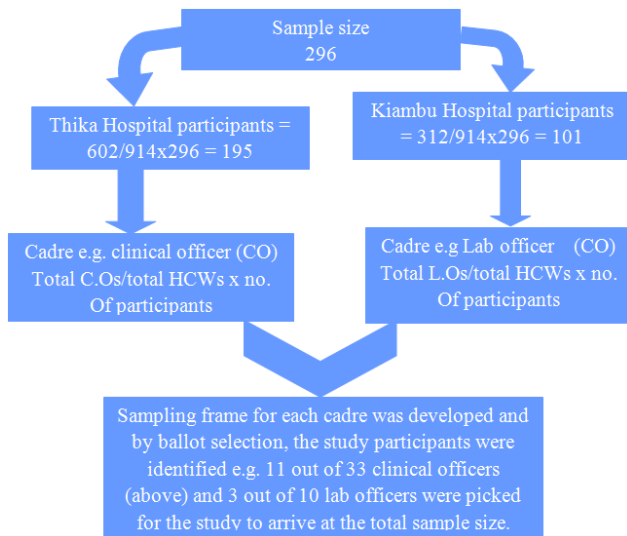 Sample size
296
Thika Hospital participants =
602/914x296 = 195
Kiambu Hospital participants
= 312/914x296 = 101
Cadre e.g. clinical officer (CO)
Total C.Os/total HCWs x no.
Of participants
Cadre e.g Lab officer (CO)
Total L.Os/total HCWs x no.
Of participants
Sampling frame for each cadre was developed and
by ballot selection, the study participants were
identified e.g. 11 out of 33 clinical officers
(above) and 3 out of 10 lab officers were picked
for the study to arrive at the total sample size.